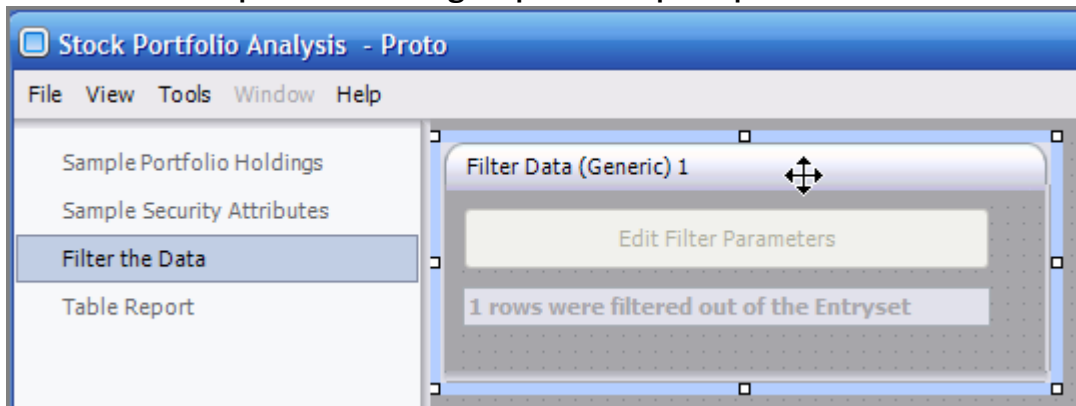 Stock Portfolio Analysis - Proto
File View Tools Window Help
Sample Portfolio Holdings
Sample Security Attributes
Filter the Data
Table Report
Filter Data (Generic) 1
Edit Filter Parameters
1 rows were filtered out of the Entryset